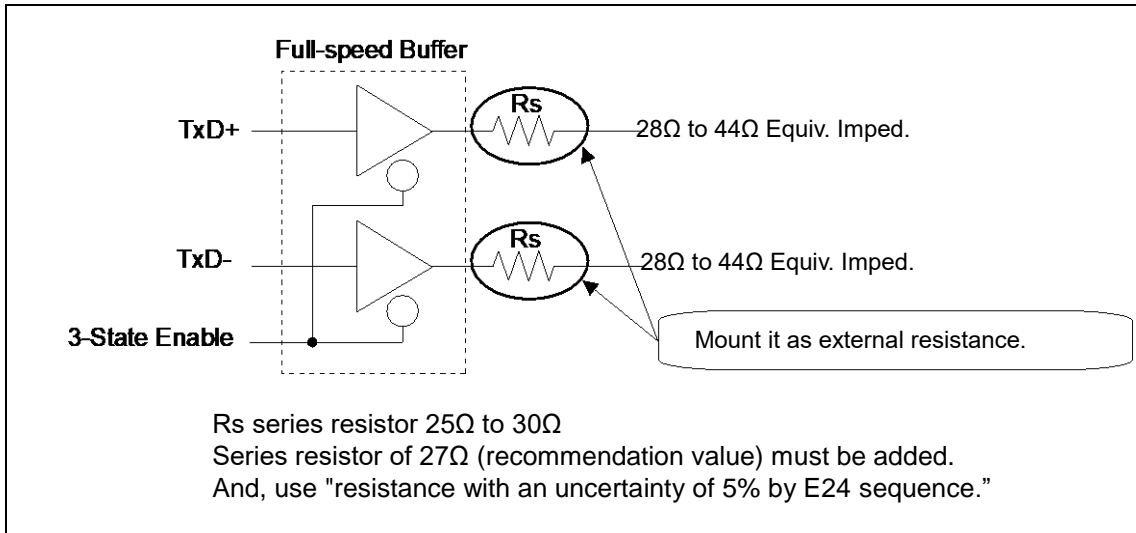 Full-speed Buffer
Rs
TxD+
28Ω to 44Ω Equiv. Imped.
Rs
TxD-
28Ω to 44Ω Equiv. Imped.
3-State Enable
Mount it as external resistance.
Rs series resistor 25Ω to 30Ω
Series resistor of 27Ω (recommendation value) must be added.
And, use "resistance with an uncertainty of 5% by E24 sequence.”